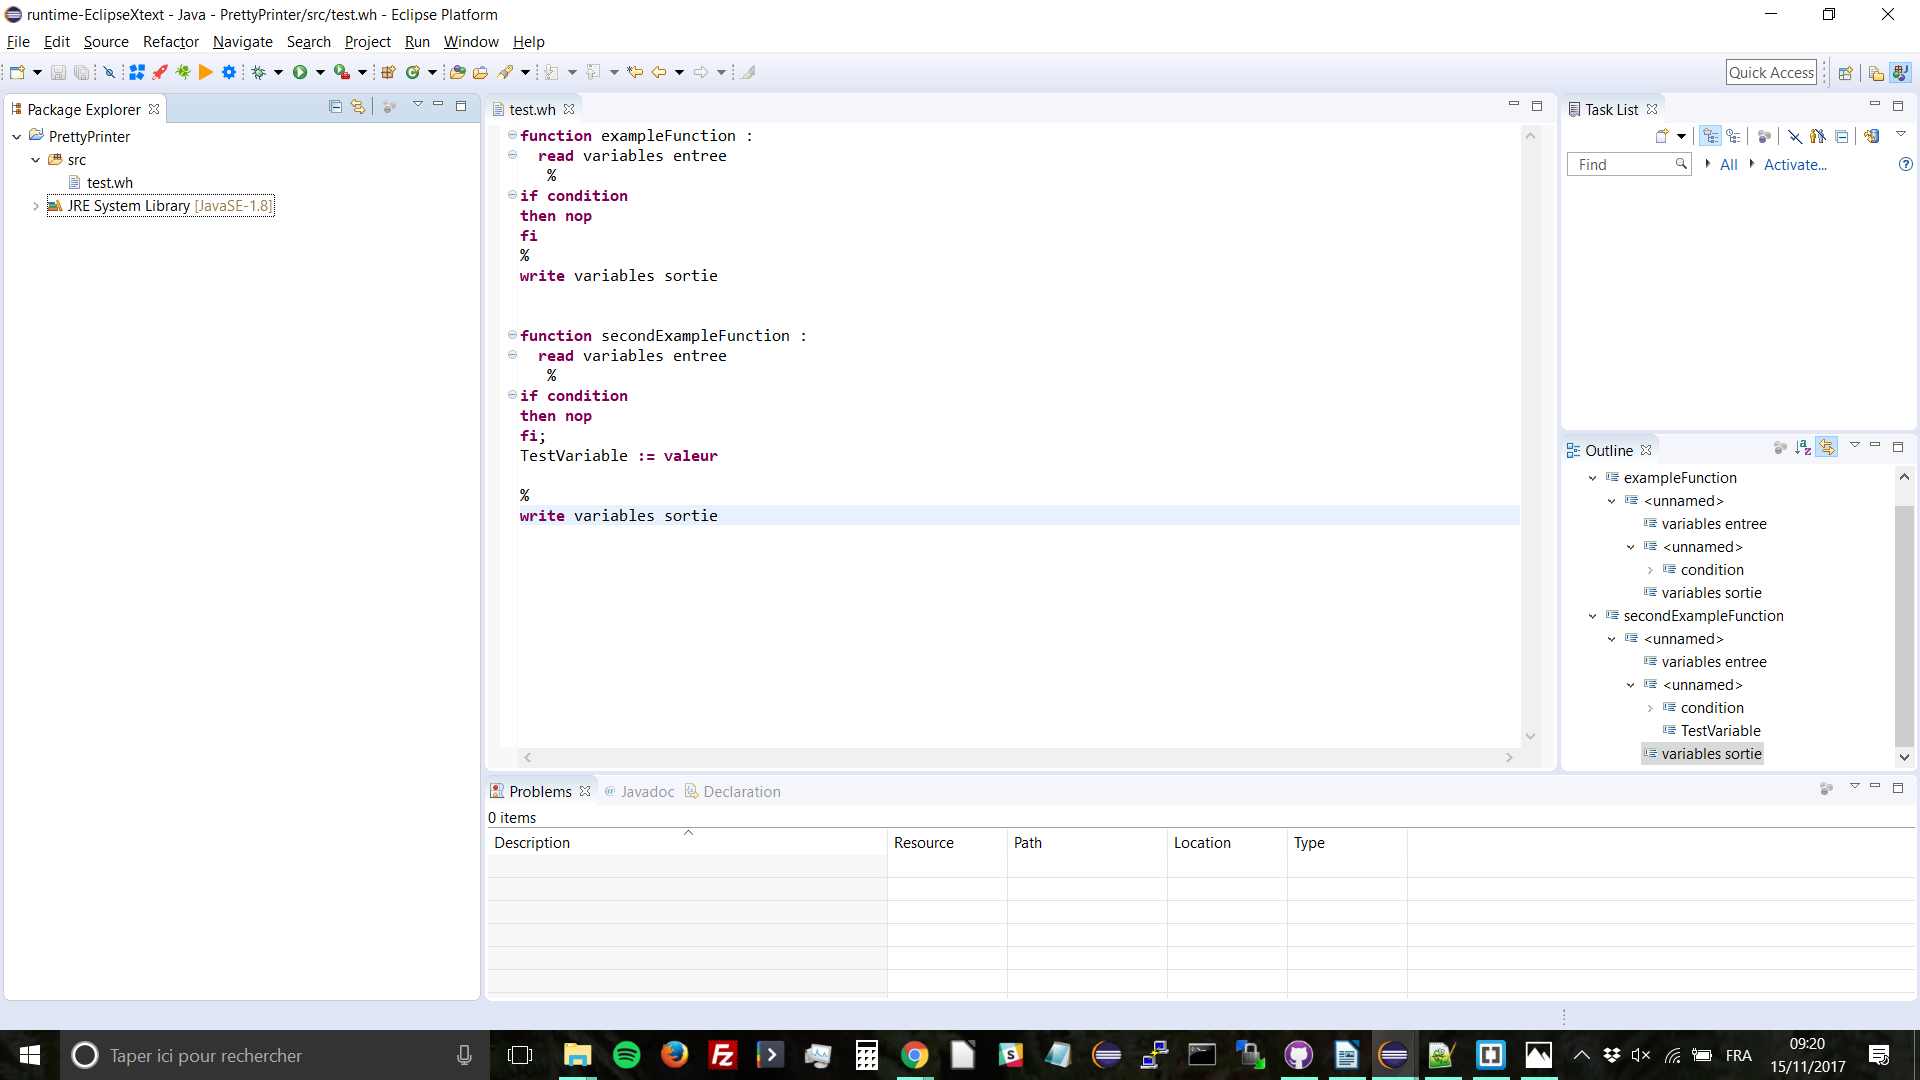 runtime-EclipseXtext - Java - PrettyPrinter/src/test.wh - Eclipse Platform
File Edit Source Refactor Navigate Search Project Run Window Help
Quick Access
Package Explorer
PrettyPrinter
src
test.wh
JRE System Library [JavaSE-1.8]
test.wh
function exampleFunction :
read variables entree
%
if condition
then nop
fi
%
write variables sortie
function secondExampleFunction :
read variables entree
%
if condition
then nop
fi;
TestVariable := valeur
%
write variables sortie
Task List
Find All Activate...
Outline
exampleFunction
<unnamed>
variables entree
<unnamed>
condition
variables sortie
secondExampleFunction
<unnamed>
variables entree
<unnamed>
condition
TestVariable
variables sortie
Problems @ Javadoc Declaration
0 items
Description Resource Path Location Type
Taper ici pour rechercher
FRA
09:20
15/11/2017